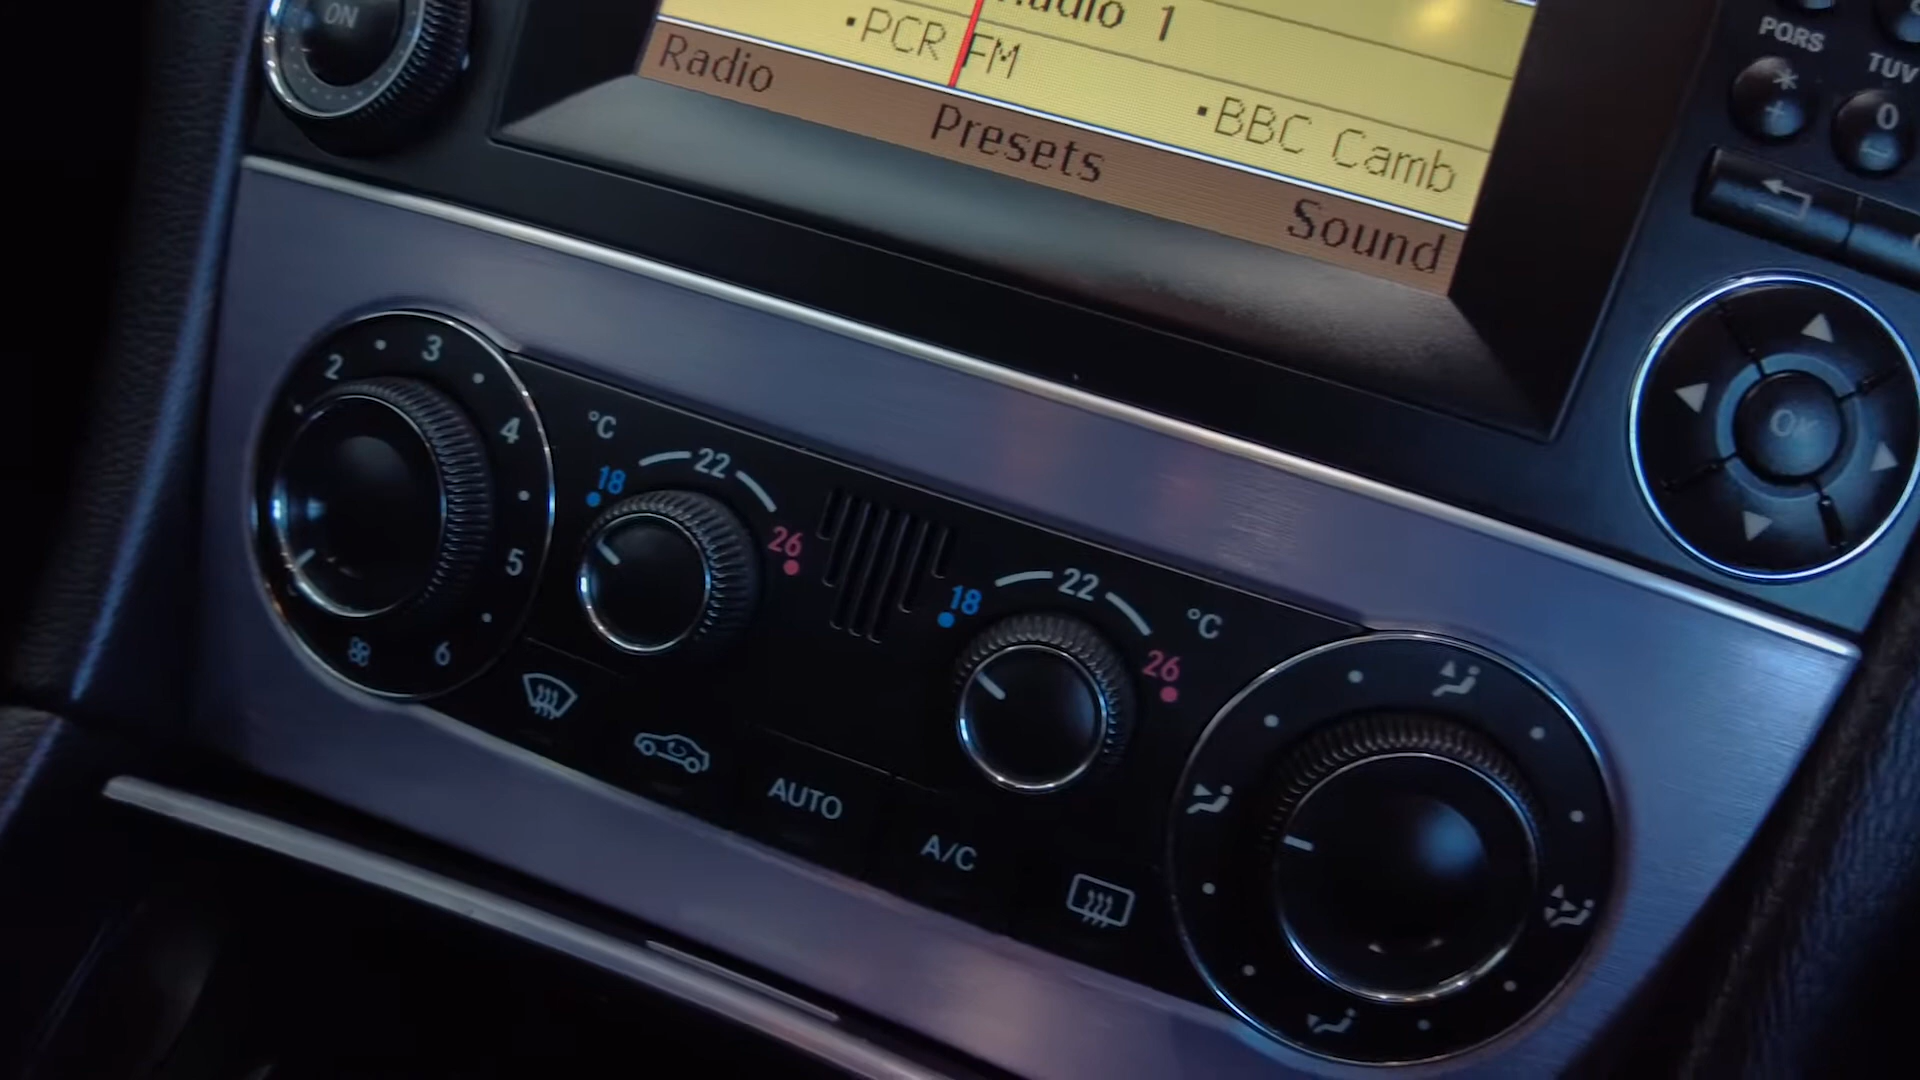 ON
Radio 1
PCR FM
BBC Camb
Radio
Presets
Sound
PQRS
TUV
*
+
0
OK
2
3
4
5
6
°C
18
22
26
18
22
26
°C
AUTO
A/C